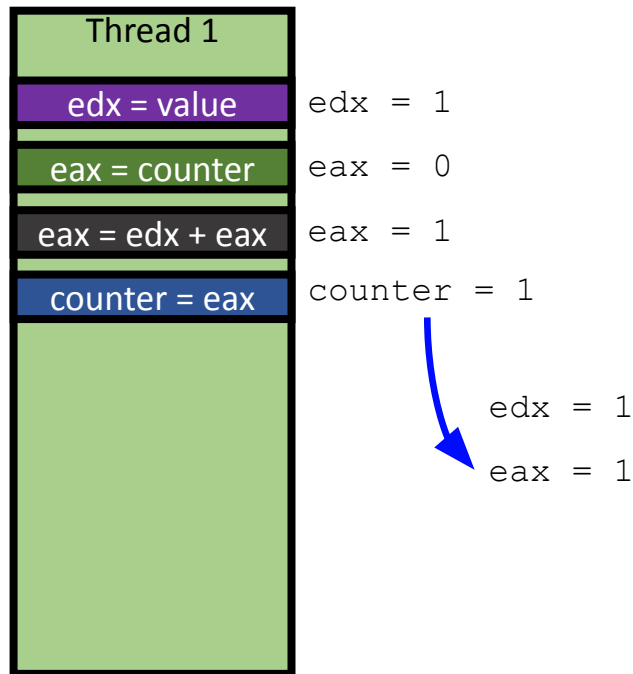 Thread 1
edx = value edx = 1
eax = counter eax = 0
eax = edx + eax eax = 1
counter = eax counter = 1
edx = 1
eax = 1